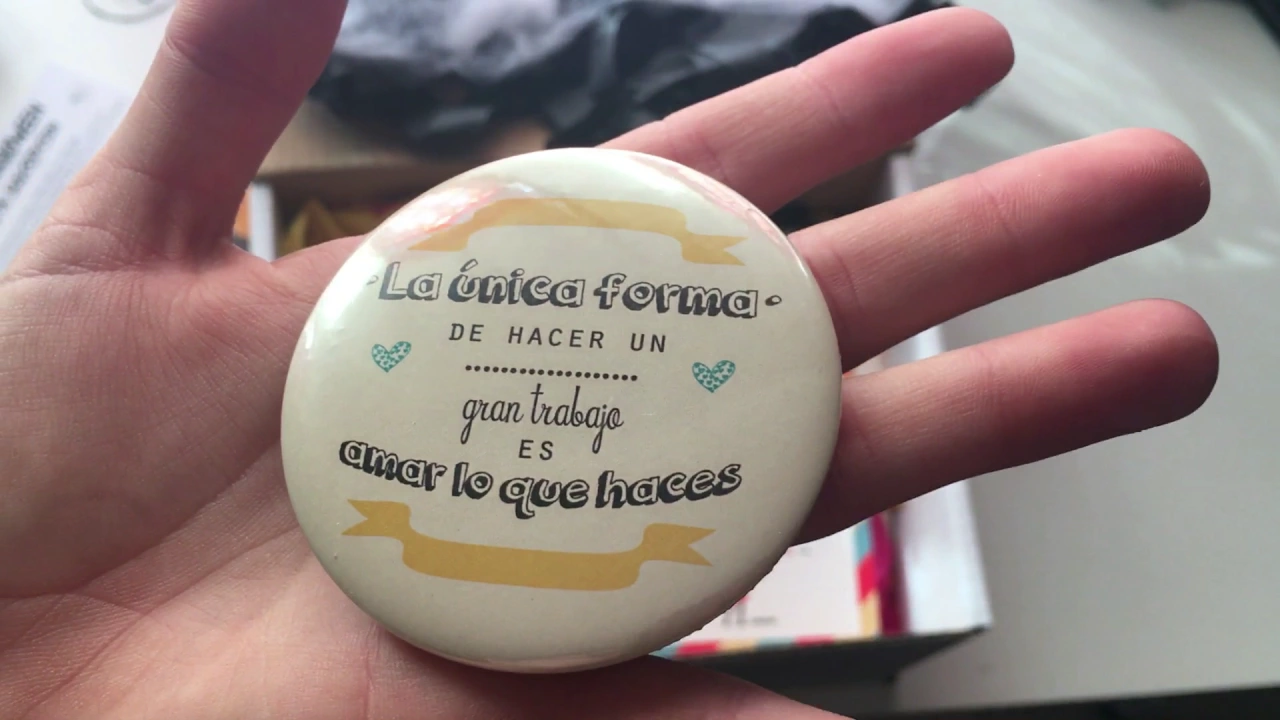 La única forma
DE HACER UN
gran trabajo
ES
amar lo que haces